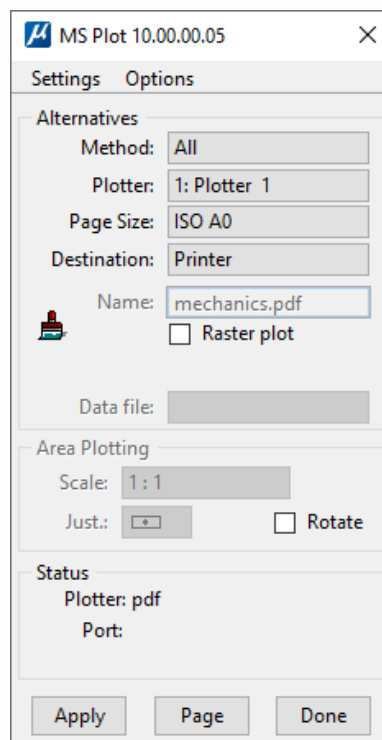 MS Plot 10.00.00.05
Settings Options
Alternatives
Method: All
Plotter: 1: Plotter 1
Page Size: ISO A0
Destination: Printer
Name: mechanics.pdf
Raster plot
Data file:
Area Plotting
Scale: 1 : 1
Just.: Rotate
Status
Plotter: pdf
Port:
Apply Page Done